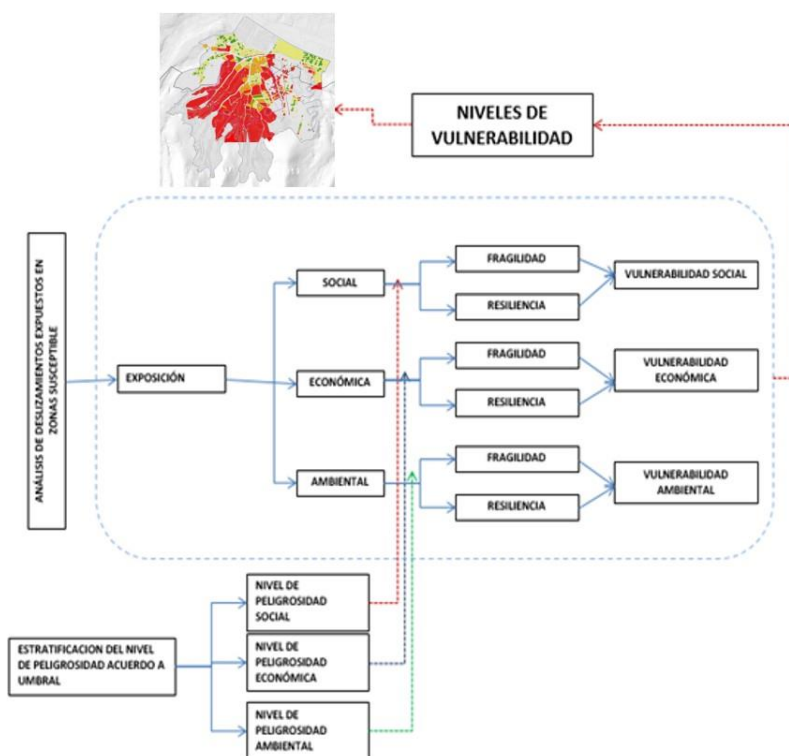 NIVELES DE
VULNERABILIDAD
ANÁLISIS DE DESLIZAMIENTOS EXPUESTOS EN
ZONAS SUSCEPTIBLE
EXPOSICIÓN
SOCIAL
FRAGILIDAD
RESILIENCIA
VULNERABILIDAD SOCIAL
ECONÓMICA
FRAGILIDAD
RESILIENCIA
VULNERABILIDAD
ECONÓMICA
AMBIENTAL
FRAGILIDAD
RESILIENCIA
VULNERABILIDAD
AMBIENTAL
ESTRATIFICACION DEL NIVEL
DE PELIGROSIDAD ACUERDO A
UMBRAL
NIVEL DE
PELIGROSIDAD
SOCIAL
NIVEL DE
PELIGROSIDAD
ECONÓMICA
NIVEL DE
PELIGROSIDAD
AMBIENTAL